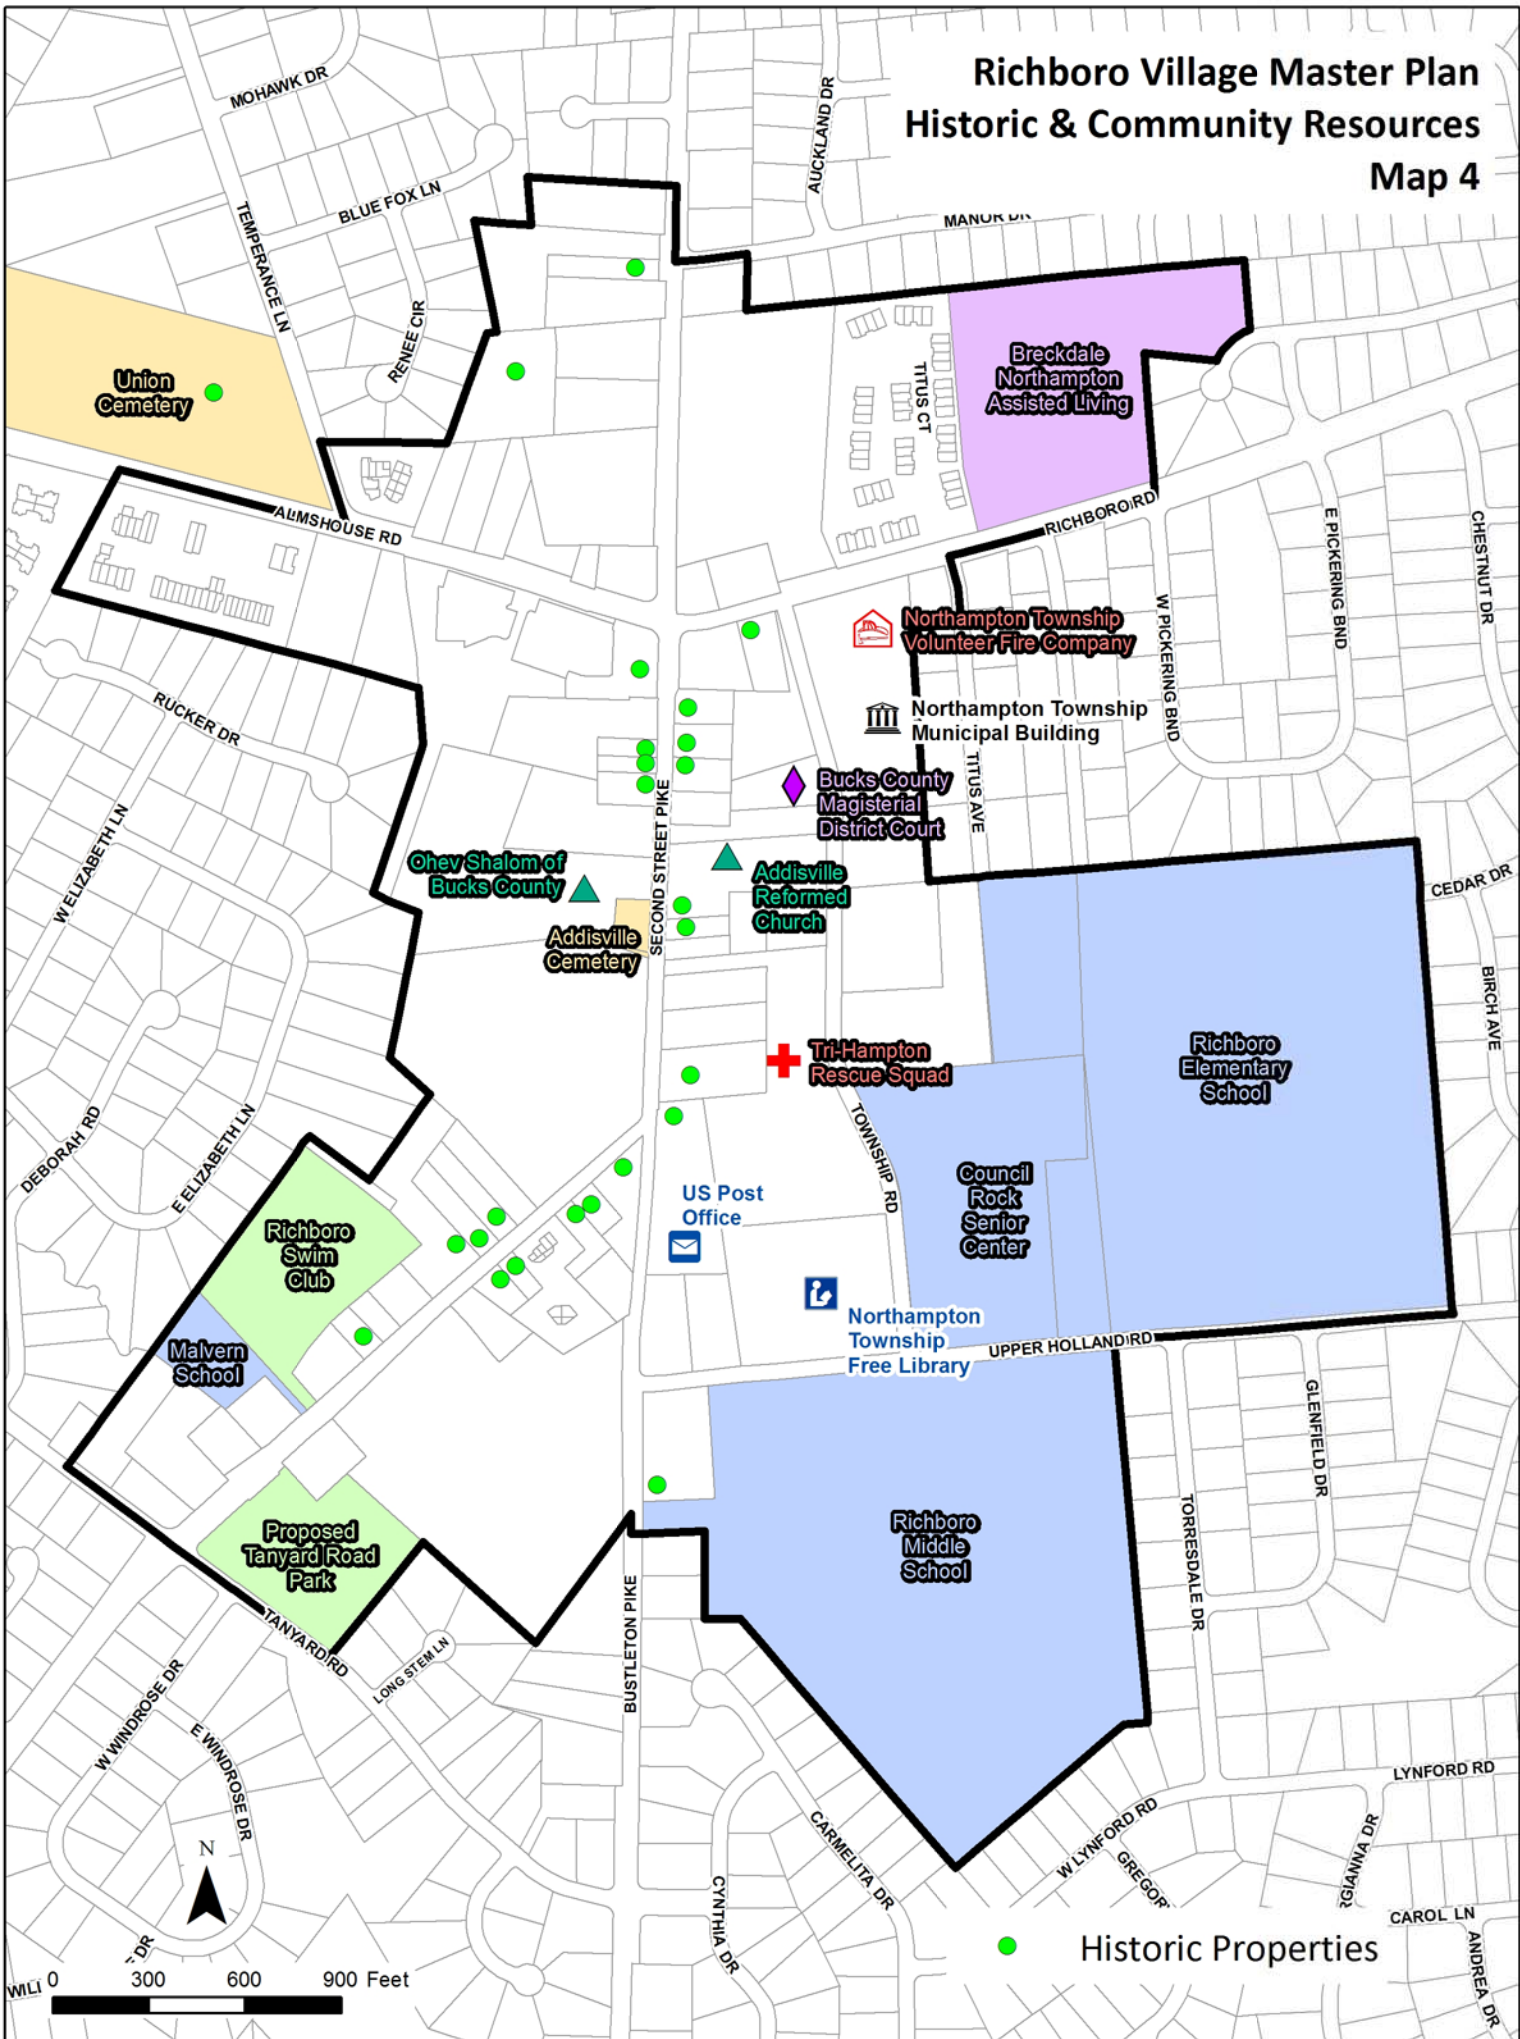 Richboro Village Master Plan
Historic & Community Resources
Map 4
MOHAWK DR
AUCKLAND DR
BLUE FOX LN
MANOR DR
TEMPERANCE LN
RENEE CIR
Union
Cemetery
TITUS CT
Breckdale
Northampton
Assisted Living
ALMSHOUSE RD
RICHBORO RD
E PICKERING BND
CHESTNUT DR
W PICKERING BND
Northampton Township
Volunteer Fire Company
RUCKER DR
Northampton Township
Municipal Building
TITUS AVE
Bucks County
Magisterial
District Court
W ELIZABETH LN
SECOND STREET PIKE
Ohev Shalom of
Bucks County
Addisville
Reformed
Church
CEDAR DR
Addisville
Cemetery
BIRCH AVE
Tri-Hampton
Rescue Squad
Richboro
Elementary
School
DEBORAH RD
E ELIZABETH LN
TOWNSHIP RD
Council
Rock
Senior
Center
US Post
Office
Richboro
Swim
Club
Northampton
Township
Free Library
UPPER HOLLAND RD
Malvern
School
GLENFIELD DR
TORRESDALE DR
Richboro
Middle
School
Proposed
Tanyard Road
Park
TANYARD RD
LONG STEM LN
BUSTLETON PIKE
W WINDROSE DR
E WINDROSE DR
LYNFORD RD
W LYNFORD RD
CARMELITA DR
GREGORY
RGIANNA DR
CYNTHIA DR
CAROL LN
ANDREA DR
N
Historic Properties
E DR
WILLI
0 300 600 900 Feet